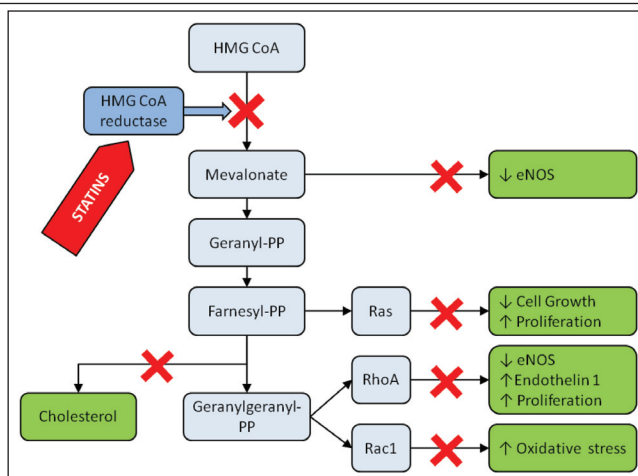 HMG CoA
HMG CoA
reductase
STATINS
Mevalonate
↓ eNOS
Geranyl-PP
Farnesyl-PP
Ras
↓ Cell Growth
↑ Proliferation
Cholesterol
Geranylgeranyl-
PP
RhoA
↓ eNOS
↑ Endothelin 1
↑ Proliferation
Rac1
↑ Oxidative stress